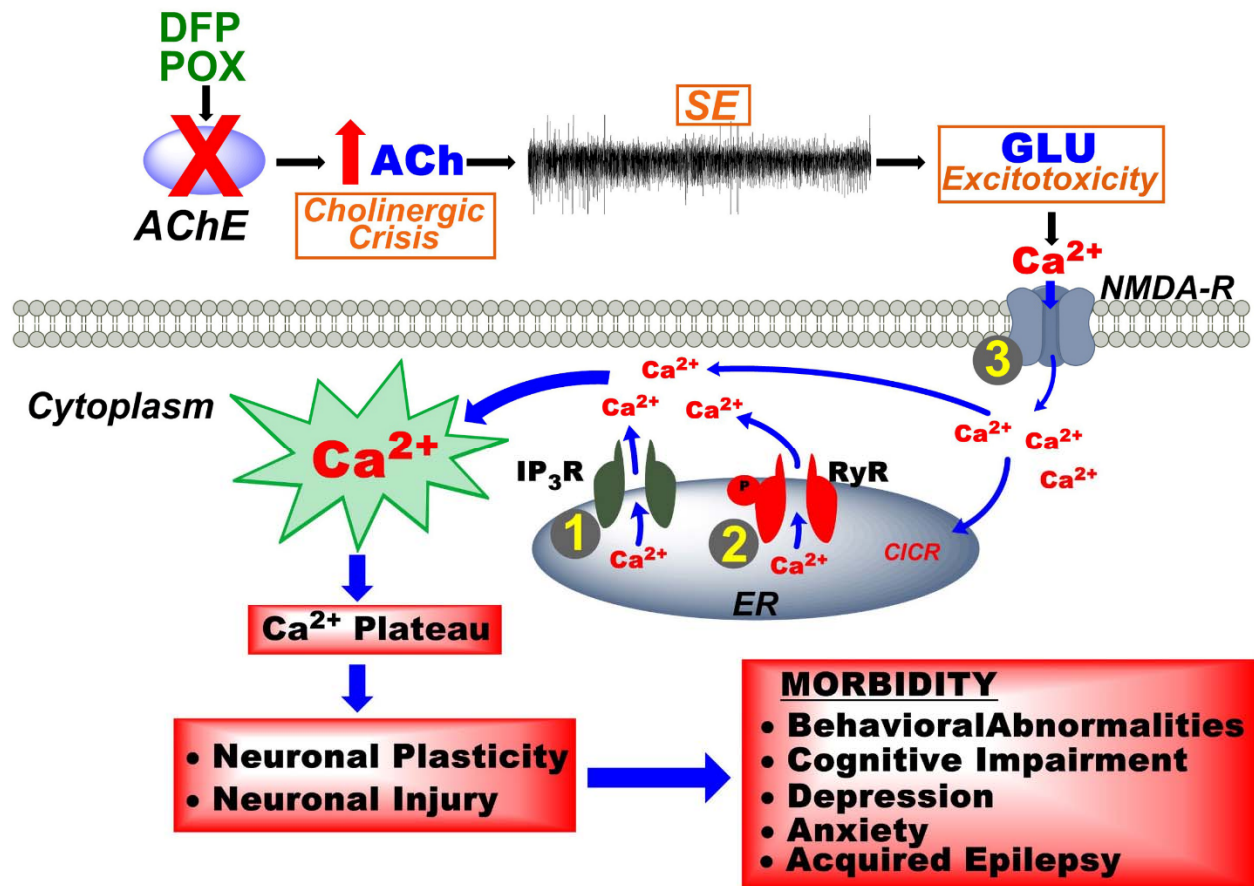 DFP
POX
AChE
ACh
Cholinergic
Crisis
SE
GLU
Excitotoxicity
Ca²⁺
NMDA-R
3
Cytoplasm
Ca²⁺
Ca²⁺
Ca²⁺
Ca²⁺
Ca²⁺
Ca²⁺
Ca²⁺
IP₃R
P
RyR
1
Ca²⁺
2
Ca²⁺
CICR
ER
Ca²⁺ Plateau
• Neuronal Plasticity
• Neuronal Injury
MORBIDITY
• BehavioralAbnormalities
• Cognitive Impairment
• Depression
• Anxiety
• Acquired Epilepsy